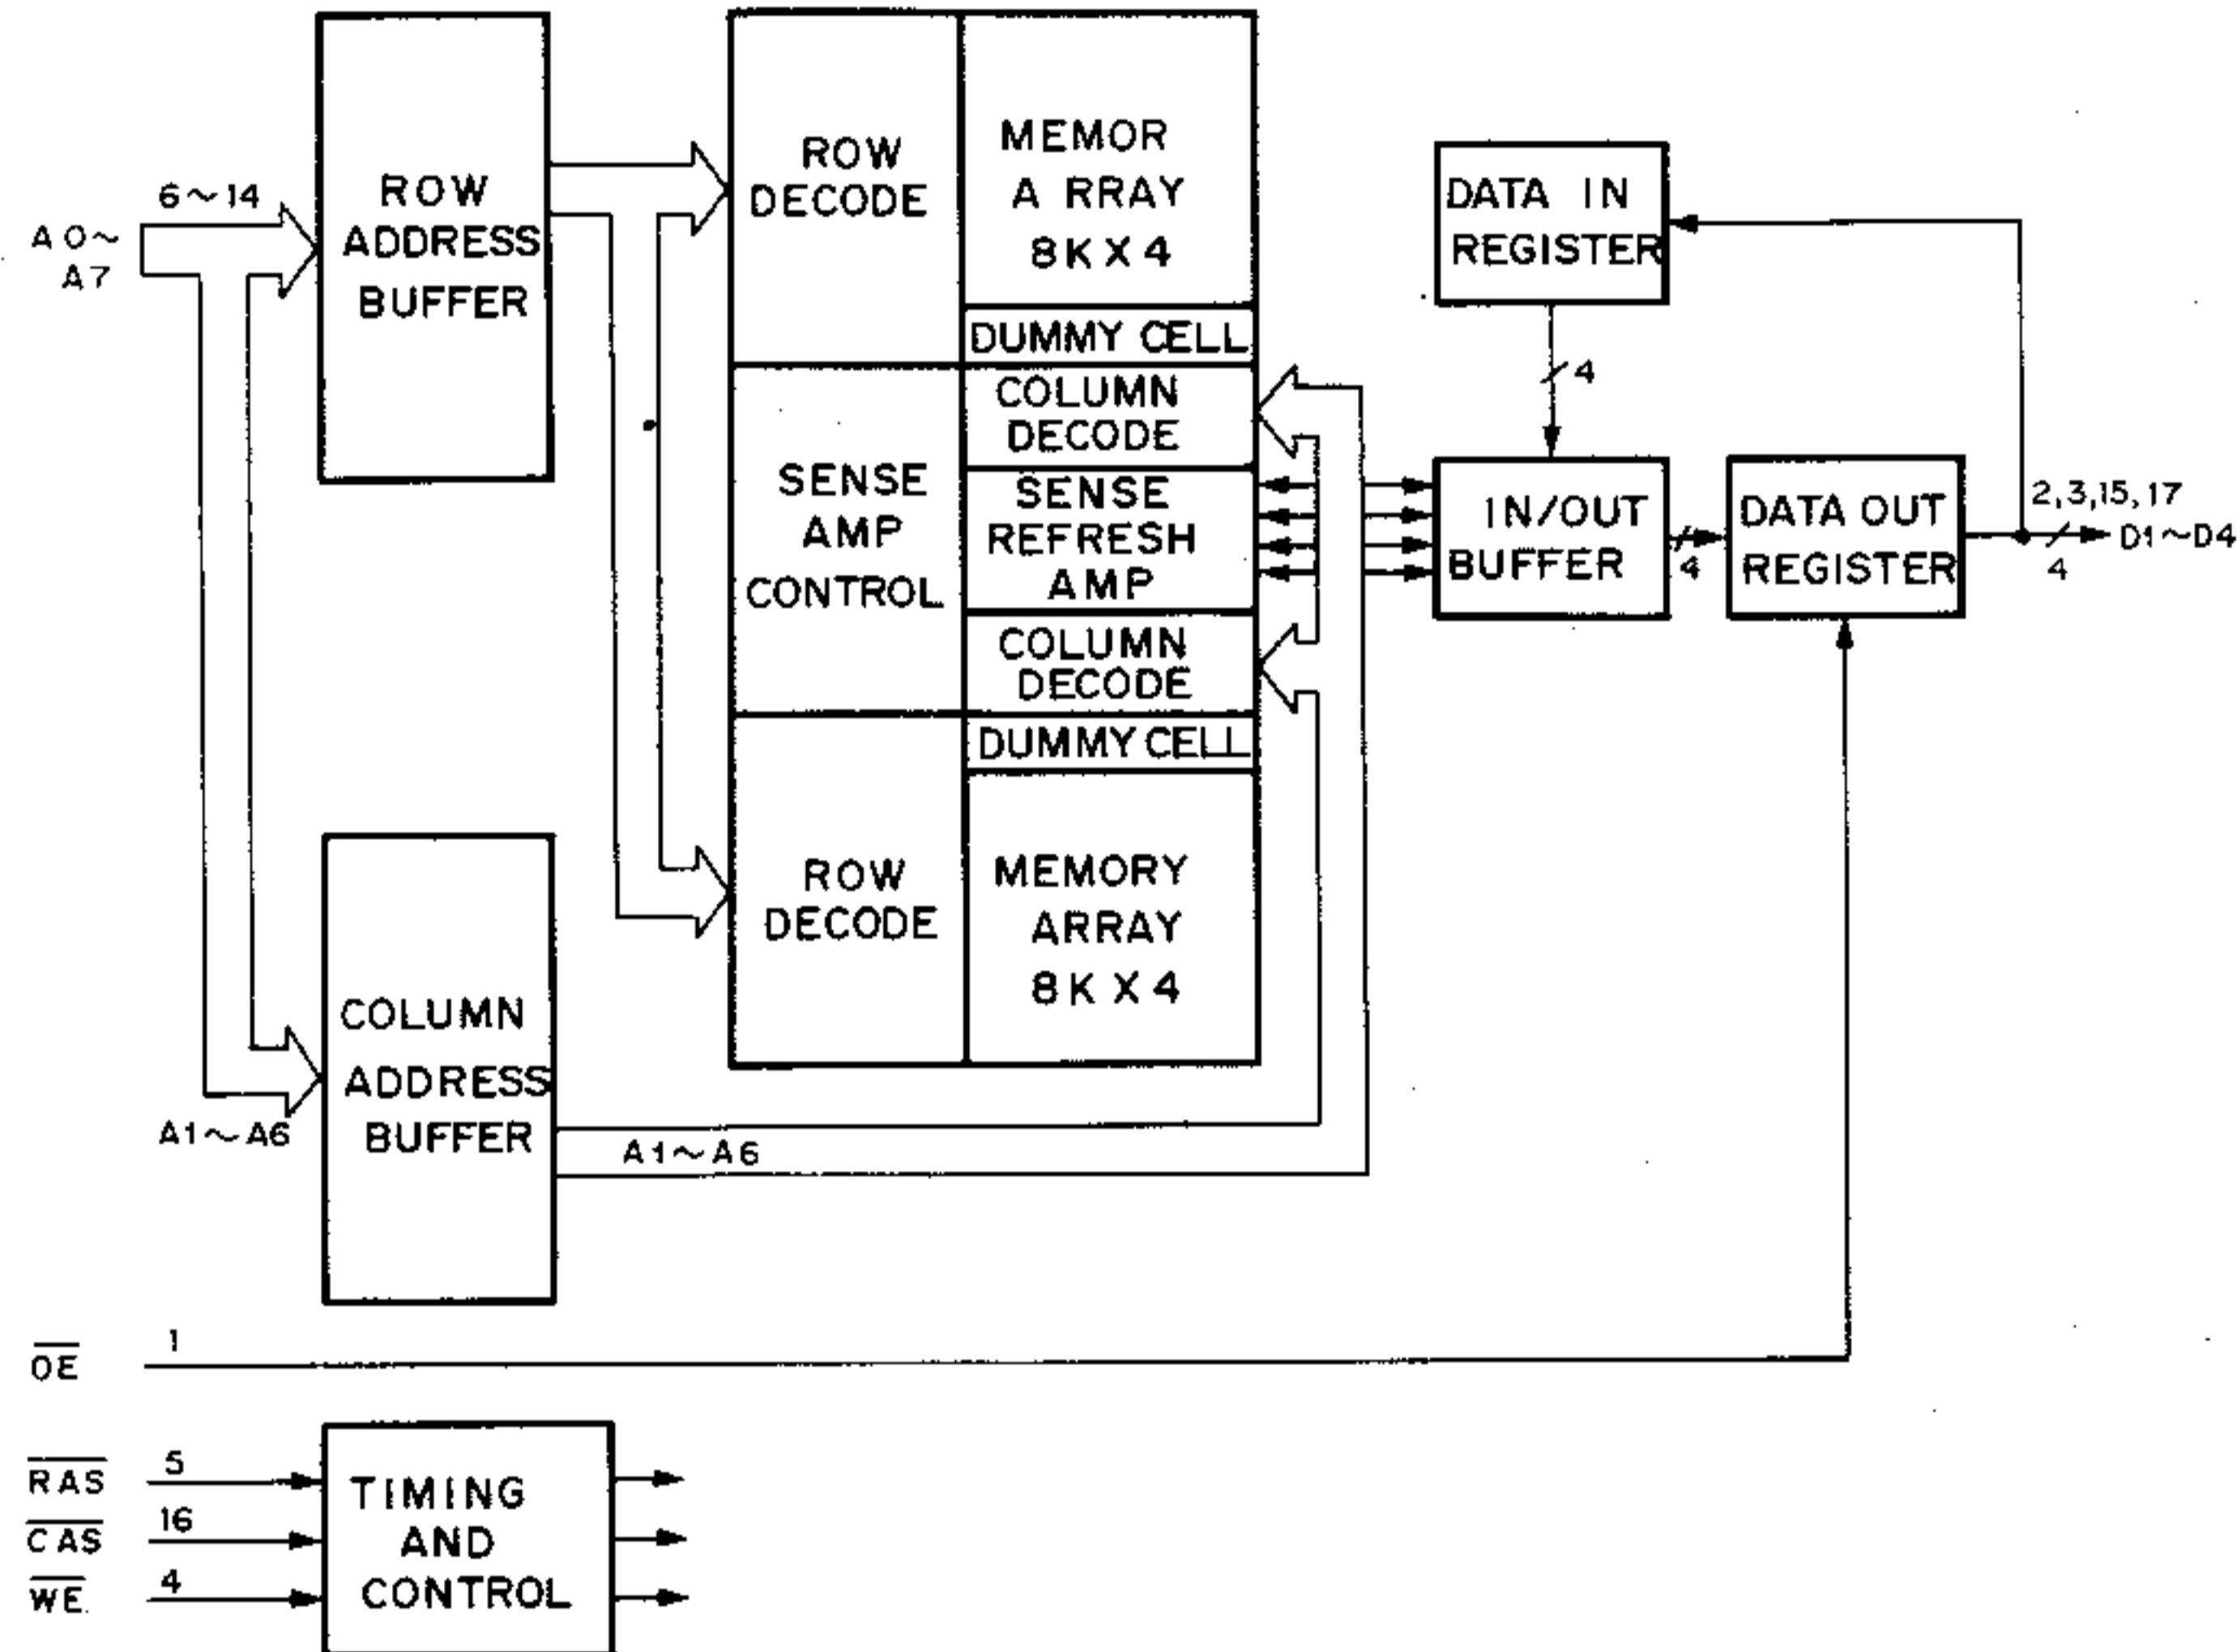 6~14
A0~
A7
ROW
ADDRESS
BUFFER
ROW
DECODE
MEMOR
A RRAY
8K X 4
DUMMY CELL
COLUMN
DECODE
SENSE
AMP
CONTROL
SENSE
REFRESH
AMP
COLUMN
DECODE
DUMMY CELL
ROW
DECODE
MEMORY
ARRAY
8K X 4
DATA IN
REGISTER
4
IN/OUT
BUFFER
4
DATA OUT
REGISTER
2,3,15,17
D1~D4
4
COLUMN
ADDRESS
BUFFER
A1~A6
A1~A6
OE
1
RAS
5
CAS
16
WE
4
TIMING
AND
CONTROL